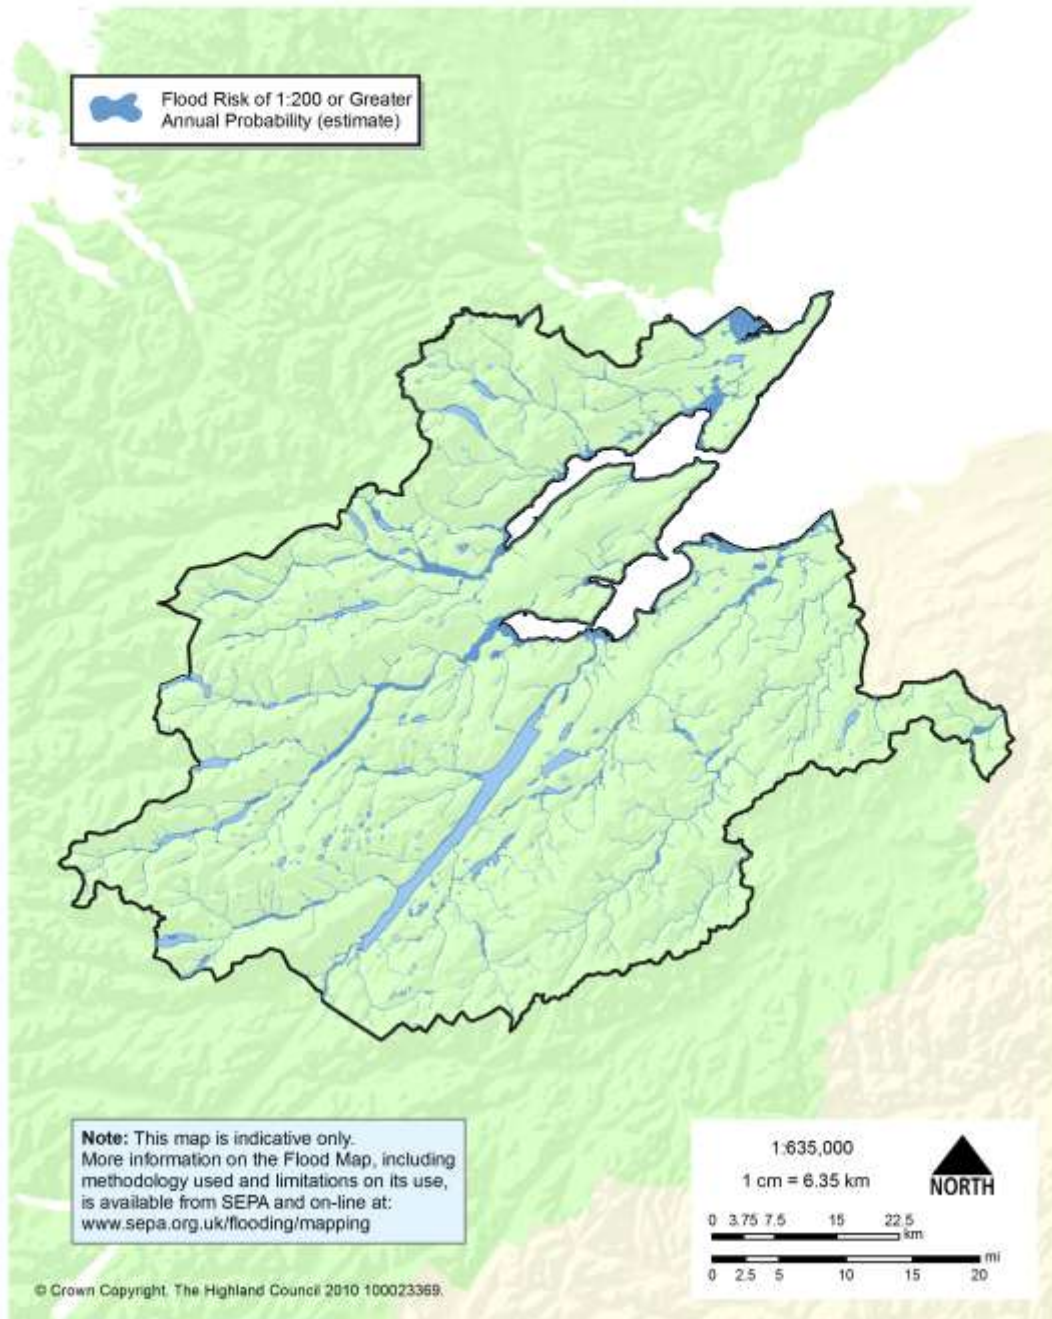 Flood Risk of 1:200 or Greater
Annual Probability (estimate)
Note: This map is indicative only.
More information on the Flood Map, including
methodology used and limitations on its use,
is available from SEPA and on-line at:
www.sepa.org.uk/flooding/mapping
1:635,000
1 cm = 6.35 km
NORTH
0 3.75 7.5 15 22.5
km
mi
0 2.5 5 10 15 20
© Crown Copyright. The Highland Council 2010 100023369.